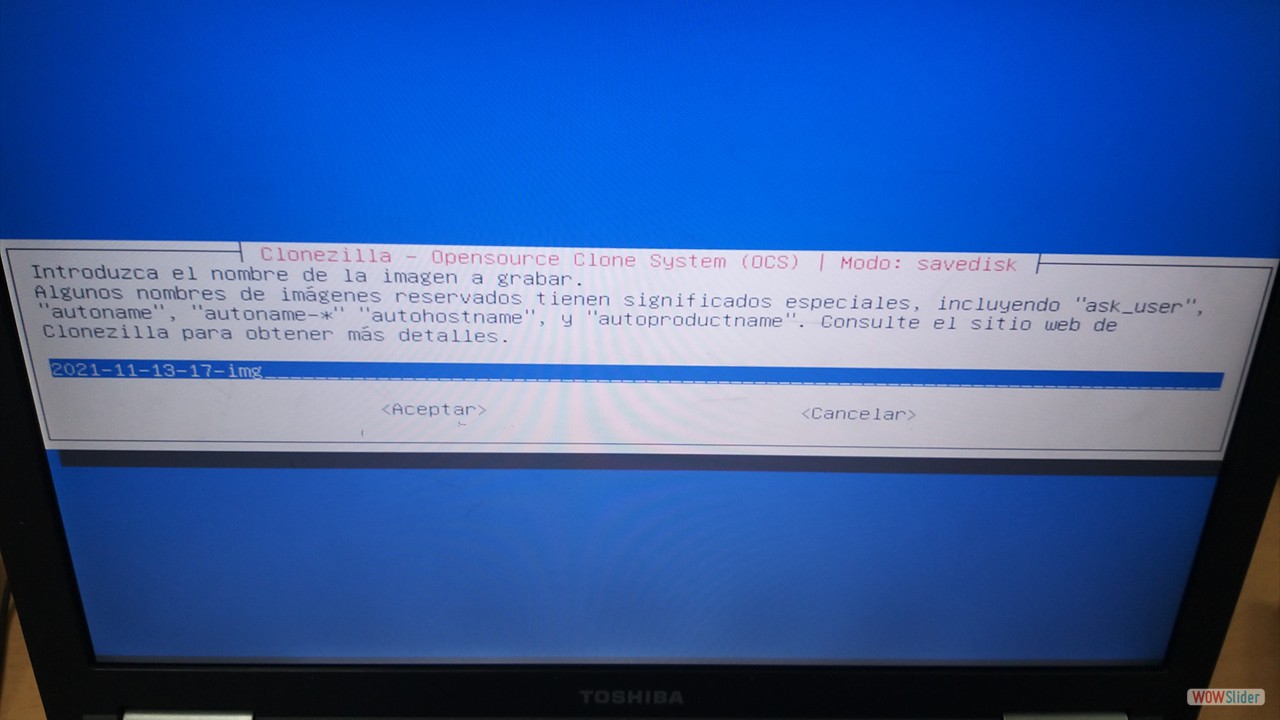 Clonezilla - Opensource Clone System (OCS) | Modo: savedisk
Introduzca el nombre de la imagen a grabar.
Algunos nombres de imágenes reservados tienen significados especiales, incluyendo "ask_user",
"autoname", "autoname-*" "autohostname", y "autoproductname". Consulte el sitio web de
Clonezilla para obtener más detalles.
2021-11-13-17-img
<Aceptar> <Cancelar>
TOSHIBA
WOWSlider